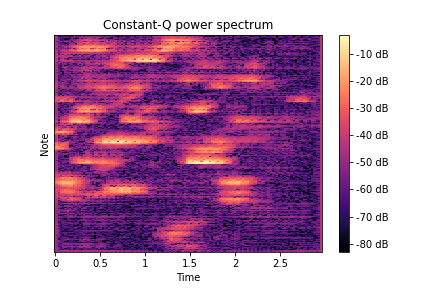 Constant-Q power spectrum
Note
-10 dB
-20 dB
-30 dB
-40 dB
-50 dB
-60 dB
-70 dB
-80 dB
0
0.5
1
1.5
2
2.5
Time